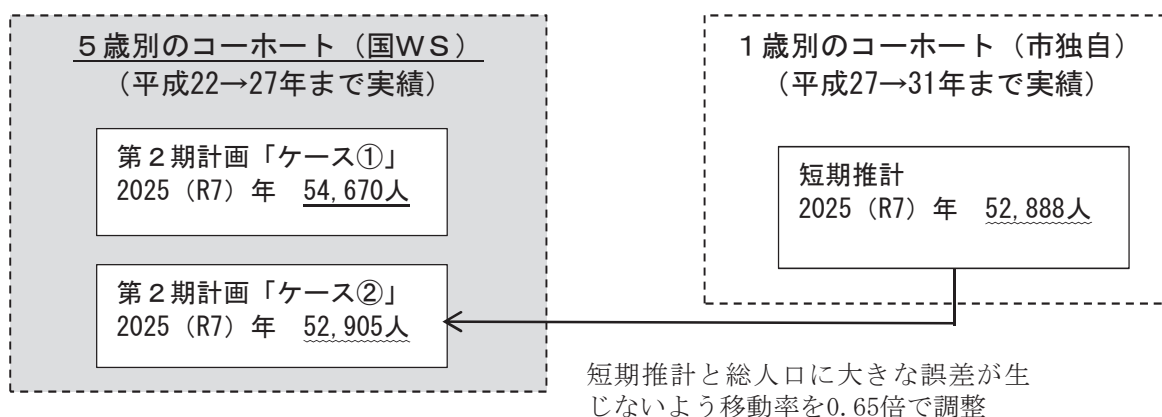 ５歳別のコーホート（国ＷＳ）
（平成22→27年まで実績）
第２期計画「ケース①」
2025（R7）年　54,670人
第２期計画「ケース②」
2025（R7）年　52,905人
１歳別のコーホート（市独自）
（平成27→31年まで実績）
短期推計
2025（R7）年　52,888人
短期推計と総人口に大きな誤差が生
じないよう移動率を0.65倍で調整